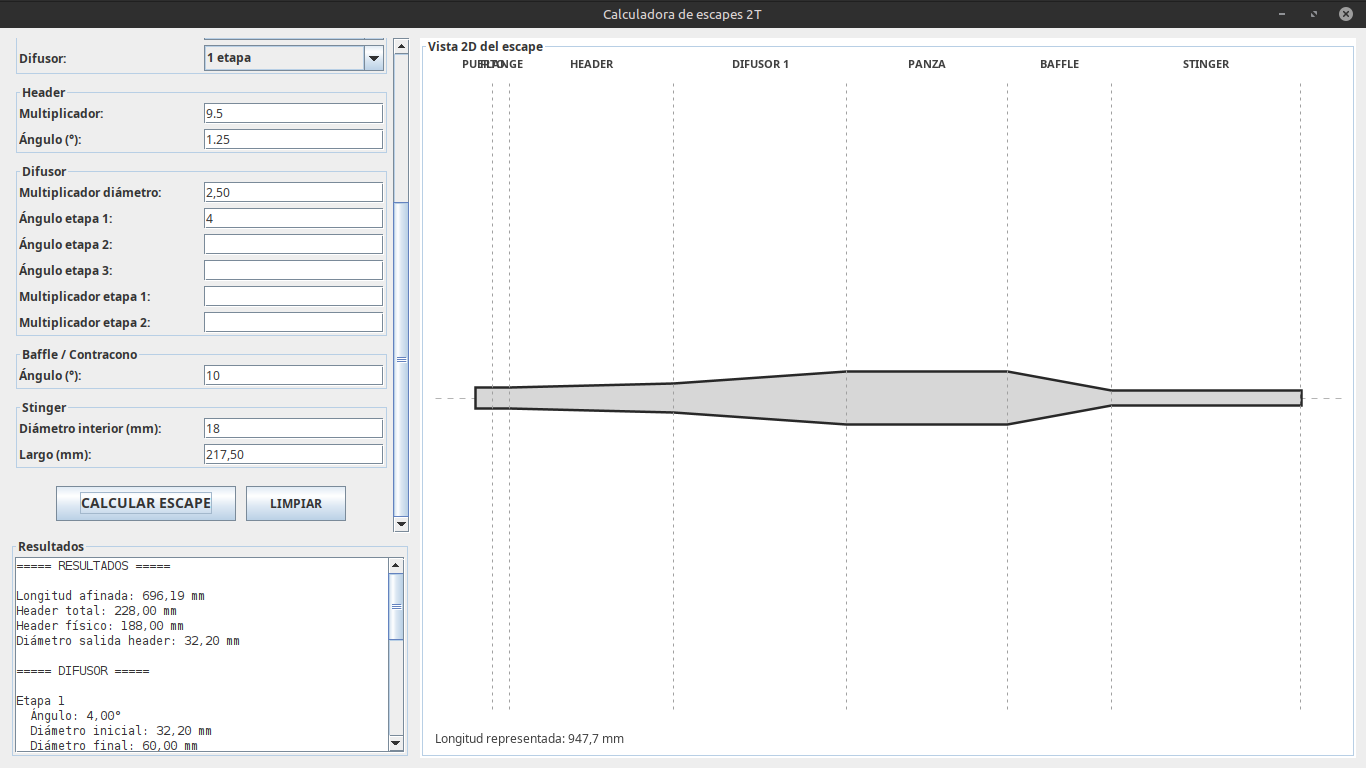 Calculadora de escapes 2T
Difusor:
1 etapa
Header
Multiplicador:
9.5
Ángulo (°):
1.25
Difusor
Multiplicador diámetro:
2,50
Ángulo etapa 1:
4
Ángulo etapa 2:
Ángulo etapa 3:
Multiplicador etapa 1:
Multiplicador etapa 2:
Baffle / Contracono
Ángulo (°):
10
Stinger
Diámetro interior (mm):
18
Largo (mm):
217,50
CALCULAR ESCAPE
LIMPIAR
Resultados
===== RESULTADOS =====
Longitud afinada: 696,19 mm
Header total: 228,00 mm
Header físico: 188,00 mm
Diámetro salida header: 32,20 mm
===== DIFUSOR =====
Etapa 1
Ángulo: 4,00°
Diámetro inicial: 32,20 mm
Diámetro final: 60,00 mm
Vista 2D del escape
HEADER
DIFUSOR 1
PANZA
BAFFLE
STINGER
Longitud representada: 947,7 mm